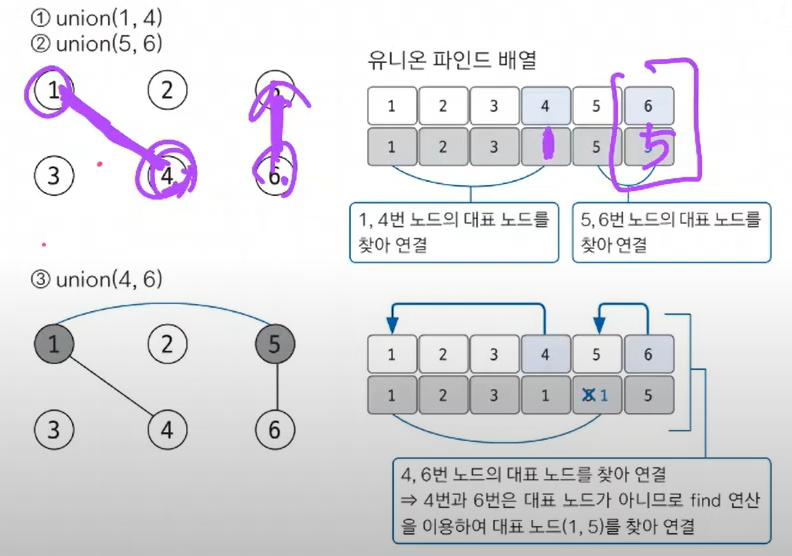 ① union(1, 4)
② union(5, 6)
1 2
3 4 6
유니온 파인드 배열
1 2 3 4 5 6
1 2 3 1 5 5
1, 4번 노드의 대표 노드를
찾아 연결
5, 6번 노드의 대표 노드를
찾아 연결
③ union(4, 6)
1 2 5
3 4 6
1 2 3 4 5 6
1 2 3 1 1 5
4, 6번 노드의 대표 노드를 찾아 연결
⇒ 4번과 6번은 대표 노드가 아니므로 find 연산
을 이용하여 대표 노드(1, 5)를 찾아 연결